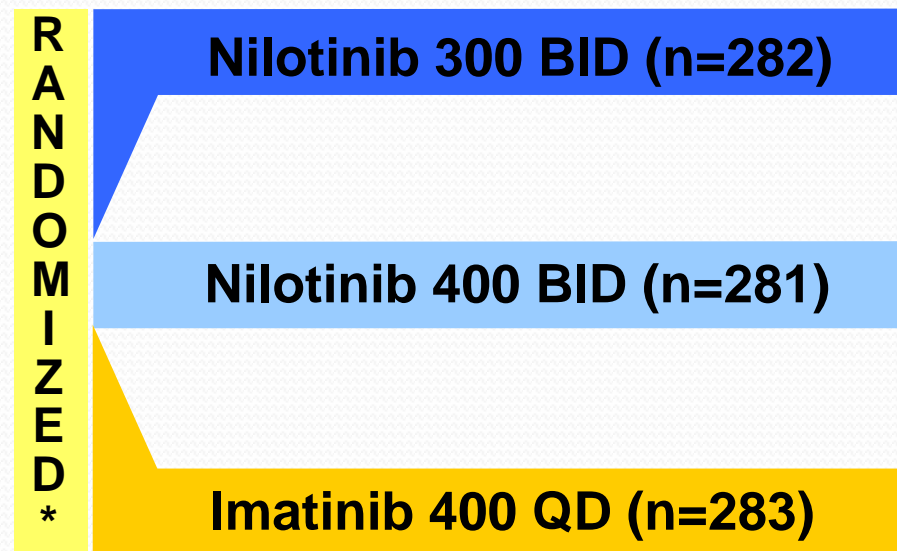 RANDOMIZED*
Nilotinib 300 BID (n=282)
Nilotinib 400 BID (n=281)
Imatinib 400 QD (n=283)